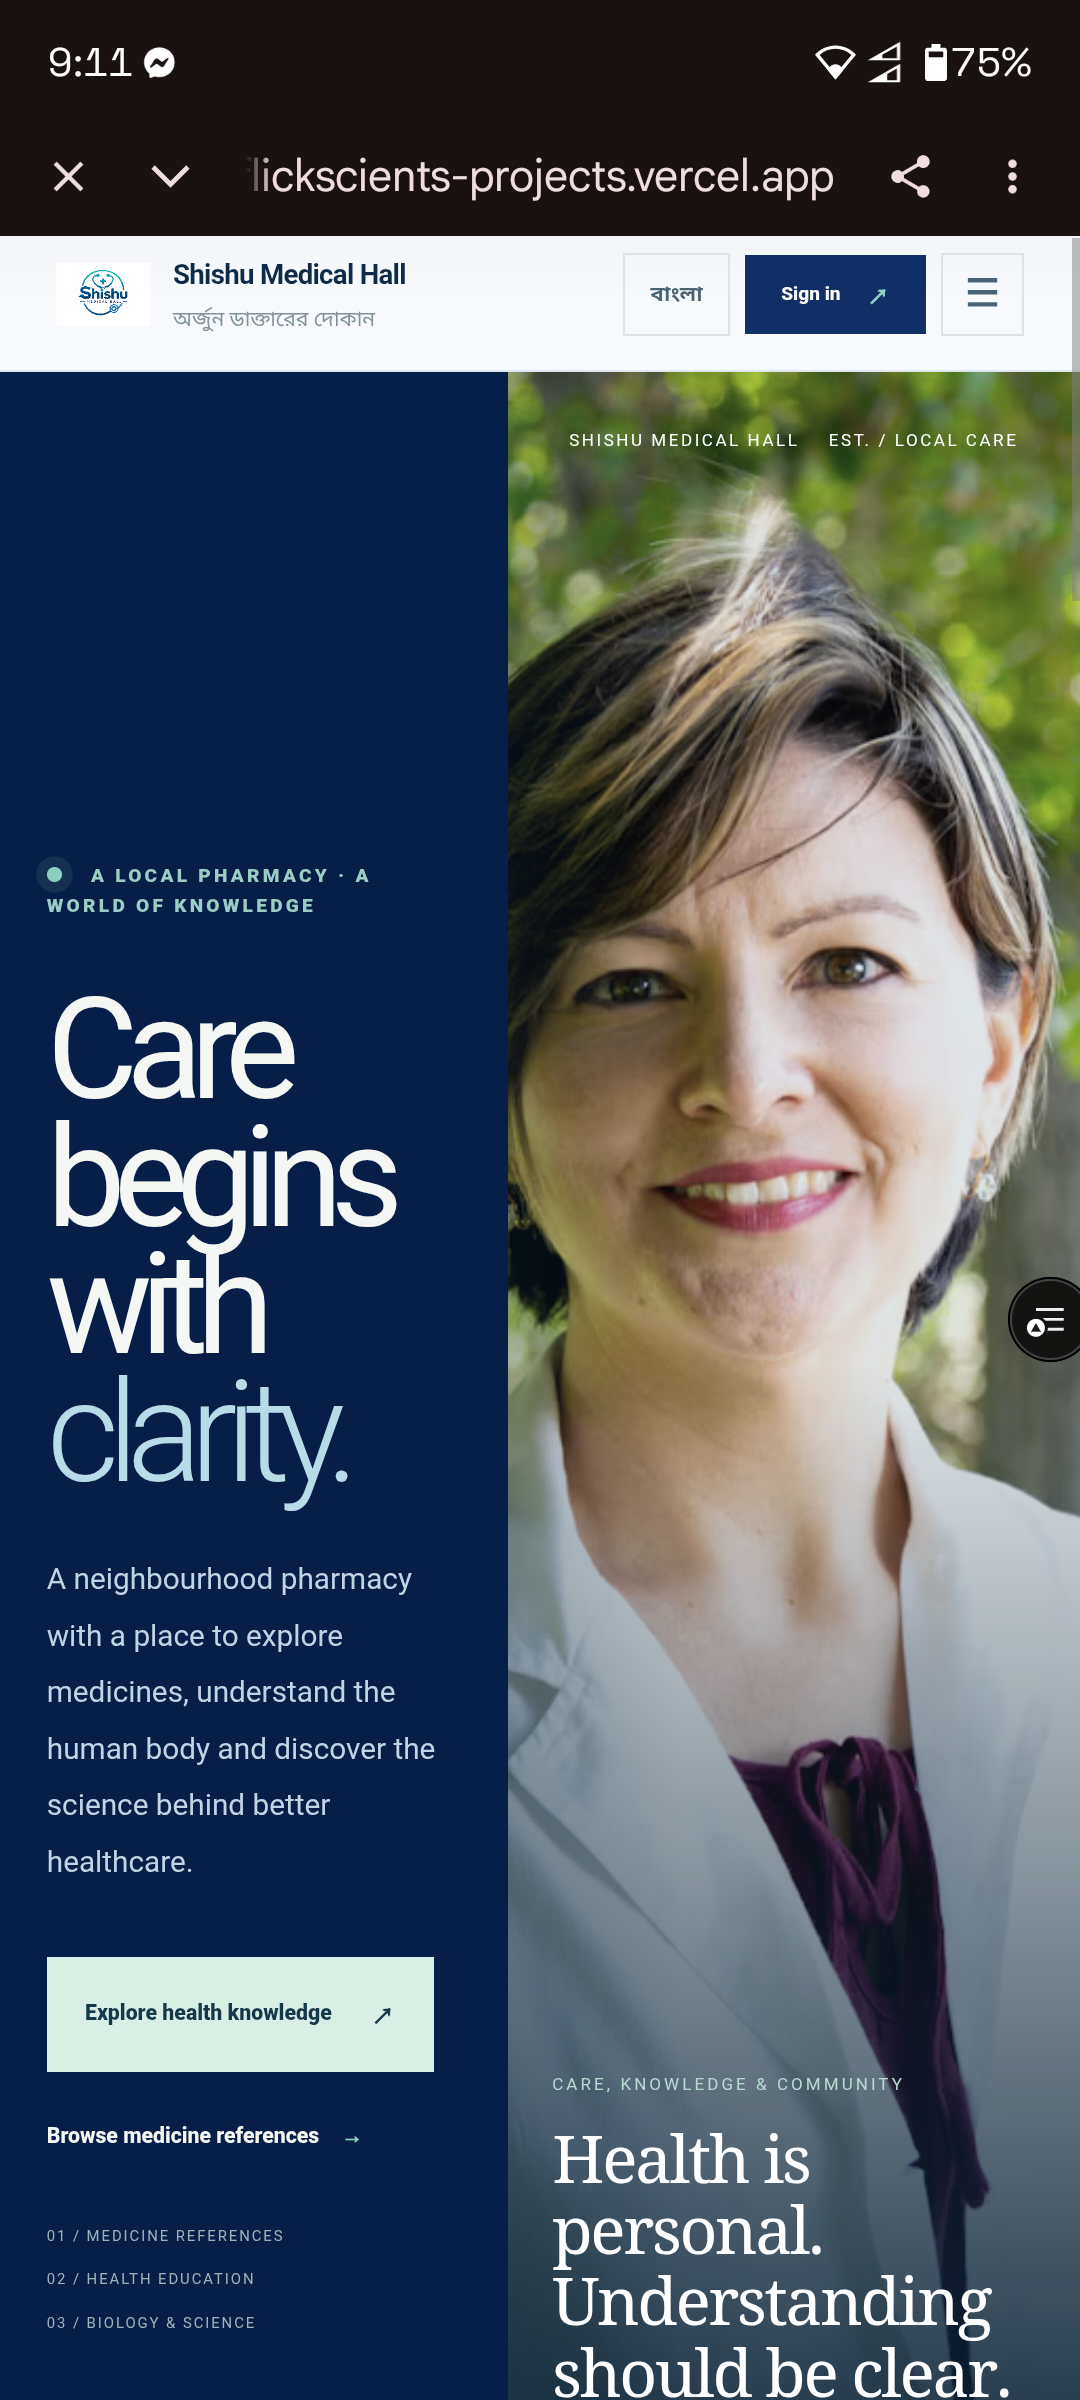 9:11
75%
lickscients-projects.vercel.app
Shishu
Shishu Medical Hall
অর্জুন ডাক্তারের দোকান
বাংলা
Sign in ↗
SHISHU MEDICAL HALL
EST. / LOCAL CARE
A LOCAL PHARMACY · A
WORLD OF KNOWLEDGE
Care
begins
with
clarity.
A neighbourhood pharmacy
with a place to explore
medicines, understand the
human body and discover the
science behind better
healthcare.
Explore health knowledge ↗
Browse medicine references →
01 / MEDICINE REFERENCES
02 / HEALTH EDUCATION
03 / BIOLOGY & SCIENCE
CARE, KNOWLEDGE & COMMUNITY
Health is
personal.
Understanding
should be clear.